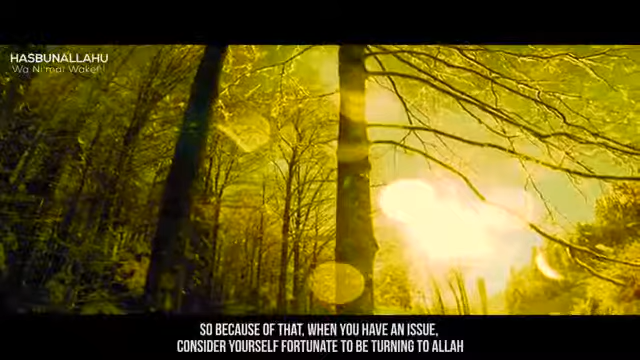 HASBUNALLAHU
Wa Ni'mal Wakeel
SO BECAUSE OF THAT, WHEN YOU HAVE AN ISSUE,
CONSIDER YOURSELF FORTUNATE TO BE TURNING TO ALLAH